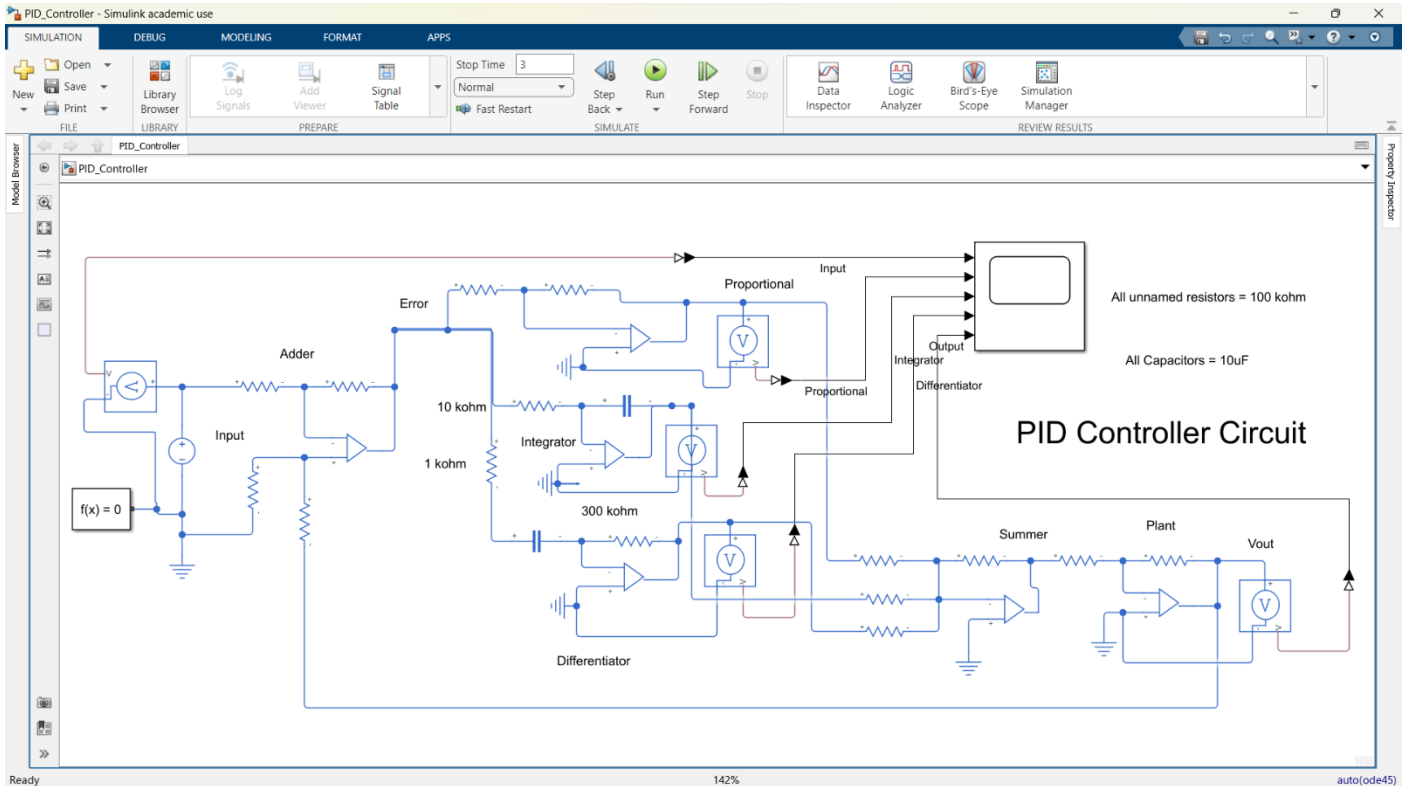 PID_Controller - Simulink academic use
SIMULATION DEBUG MODELING FORMAT APPS
New
Open
Save
Print
FILE
Library Browser
LIBRARY
Log Signals
Add Viewer
Signal Table
PREPARE
Stop Time 3
Normal
Fast Restart
Step Back
Run
Step Forward
Stop
SIMULATE
Data Inspector
Logic Analyzer
Bird's-Eye Scope
Simulation Manager
REVIEW RESULTS
Model Browser
PID_Controller
PID_Controller
Property Inspector
Input
Proportional
Error
All unnamed resistors = 100 kohm
Adder
Output
Integrator
All Capacitors = 10uF
Differentiator
Proportional
10 kohm
Input
Integrator
PID Controller Circuit
1 kohm
f(x) = 0
300 kohm
Summer
Plant
Vout
Differentiator
V
V
V
V
V
Ready
142%
auto(ode45)